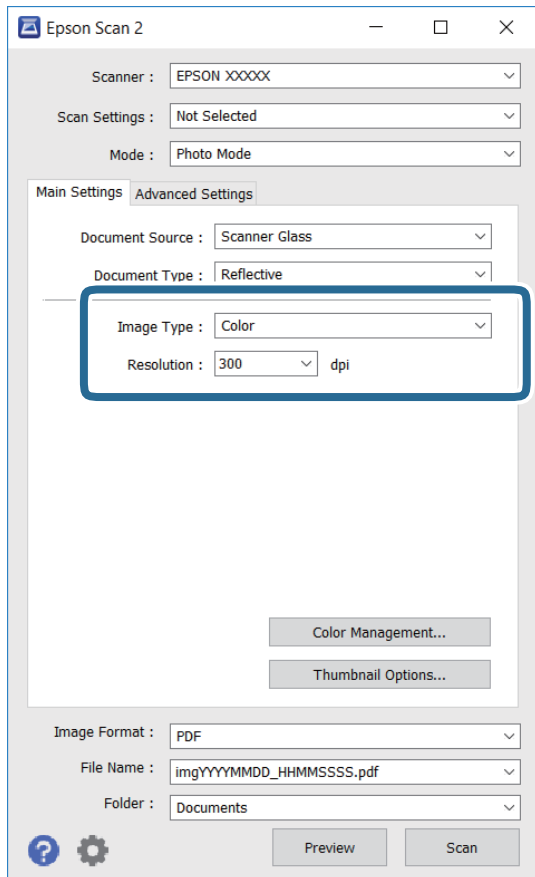 Epson Scan 2
Scanner : EPSON XXXXX
Scan Settings : Not Selected
Mode : Photo Mode
Main Settings Advanced Settings
Document Source : Scanner Glass
Document Type : Reflective
Image Type : Color
Resolution : 300 dpi
Color Management...
Thumbnail Options...
Image Format : PDF
File Name : imgYYYYMMDD_HHMMSSSS.pdf
Folder : Documents
? Preview Scan